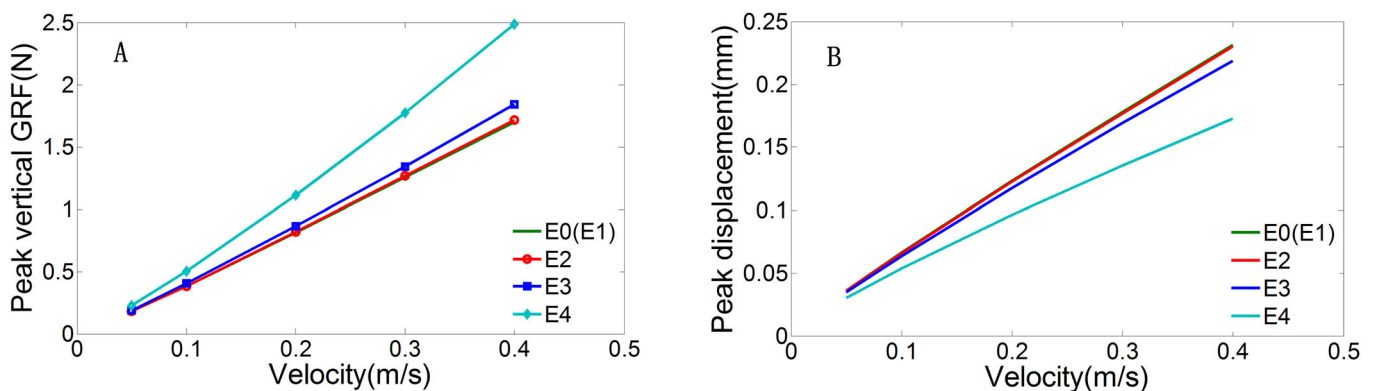 A
Peak vertical GRF(N)
2.5
2
1.5
1
0.5
0
0
0.1
0.2
0.3
0.4
0.5
Velocity(m/s)
E0(E1)
E2
E3
E4
B
Peak displacement(mm)
0.25
0.2
0.15
0.1
0.05
0
0
0.1
0.2
0.3
0.4
0.5
Velocity(m/s)
E0(E1)
E2
E3
E4